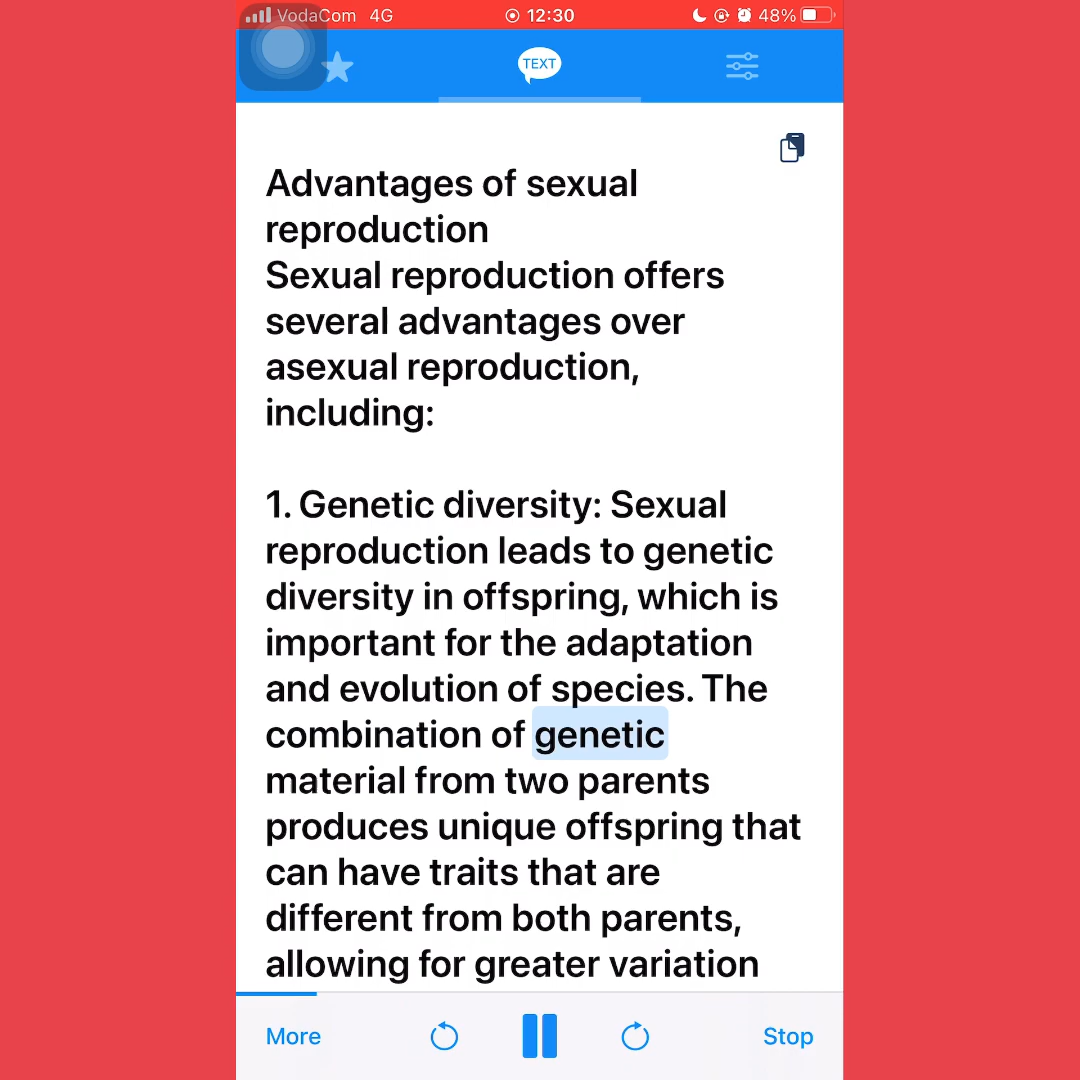 VodaCom 4G 12:30 48%
TEXT
Advantages of sexual
reproduction
Sexual reproduction offers
several advantages over
asexual reproduction,
including:
1. Genetic diversity: Sexual
reproduction leads to genetic
diversity in offspring, which is
important for the adaptation
and evolution of species. The
combination of genetic
material from two parents
produces unique offspring that
can have traits that are
different from both parents,
allowing for greater variation
More Stop